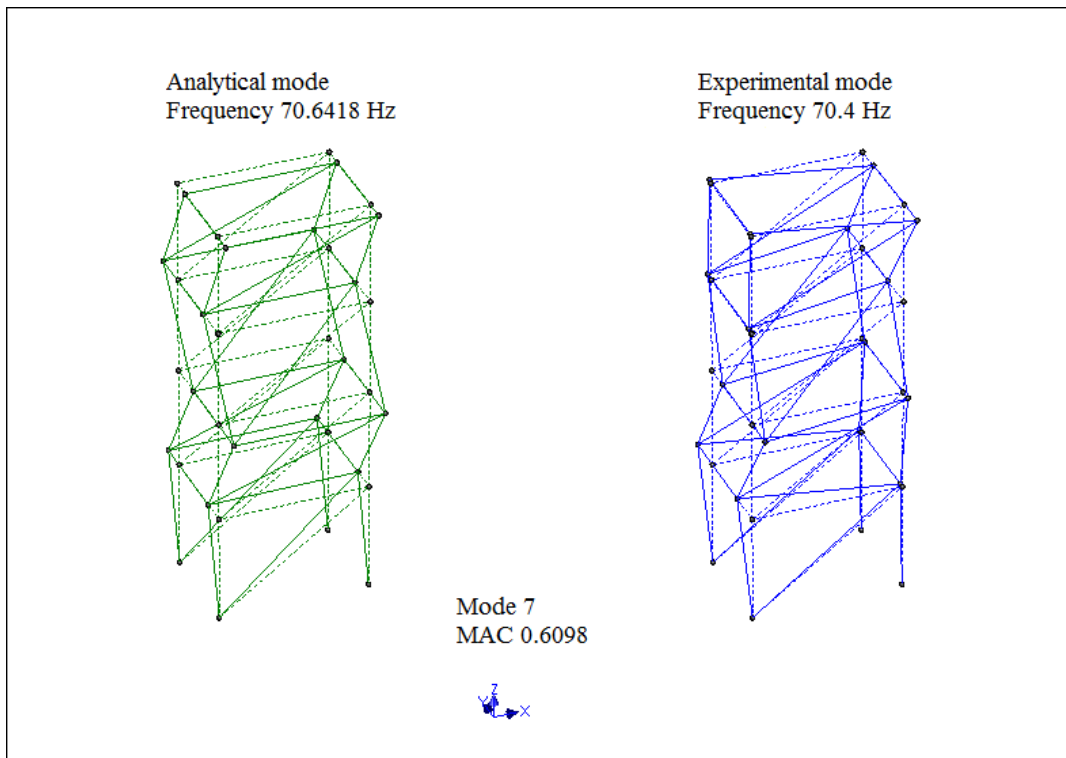 Analytical mode
Frequency 70.6418 Hz
Experimental mode
Frequency 70.4 Hz
Mode 7
MAC 0.6098
Z
Y
X